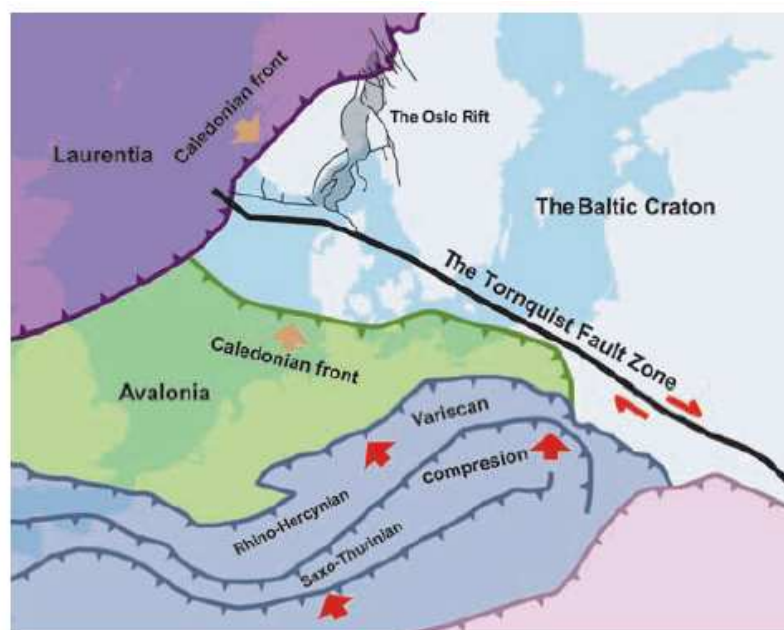 Caledonian front
Laurentia
The Oslo Rift
The Baltic Craton
The Tornquist Fault Zone
Caledonian front
Avalonia
Variscan
compresion
Rhino-Hercynian
Saxo-Thurinian